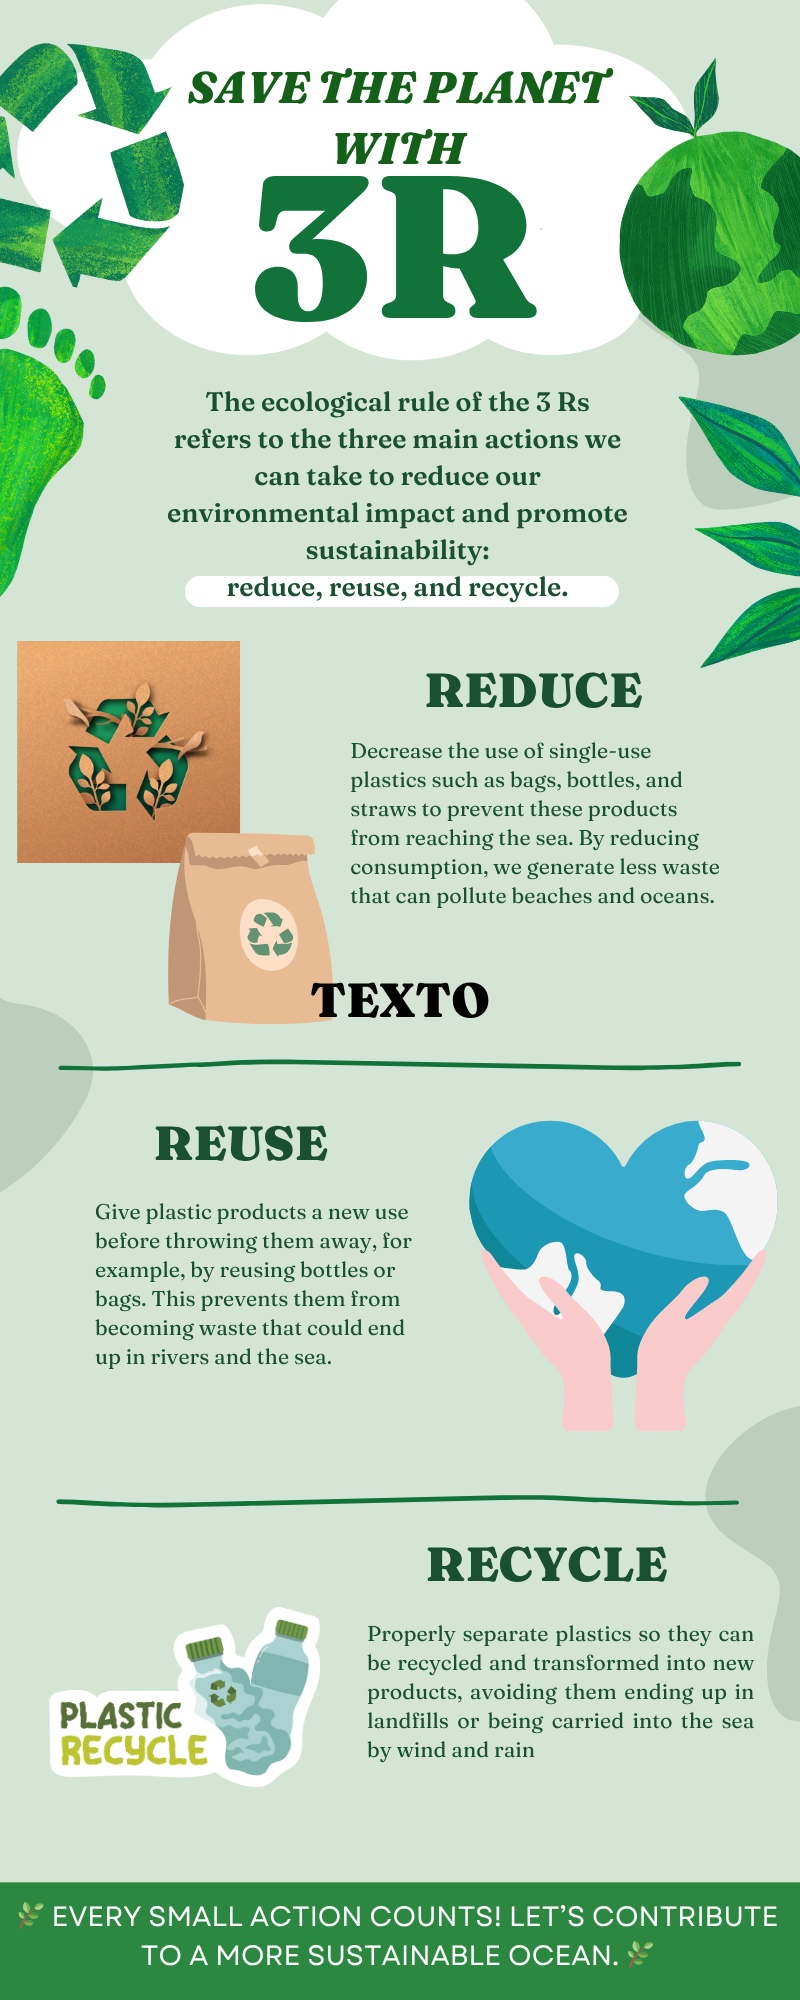 SAVE THE PLANET
WITH
3R
The ecological rule of the 3 Rs
refers to the three main actions we
can take to reduce our
environmental impact and promote
sustainability:
reduce, reuse, and recycle.
REDUCE
Decrease the use of single-use
plastics such as bags, bottles, and
straws to prevent these products
from reaching the sea. By reducing
consumption, we generate less waste
that can pollute beaches and oceans.
TEXTO
REUSE
Give plastic products a new use
before throwing them away, for
example, by reusing bottles or
bags. This prevents them from
becoming waste that could end
up in rivers and the sea.
RECYCLE
Properly separate plastics so they can
be recycled and transformed into new
products, avoiding them ending up in
landfills or being carried into the sea
by wind and rain
PLASTIC
RECYCLE
🌿 EVERY SMALL ACTION COUNTS! LET’S CONTRIBUTE
TO A MORE SUSTAINABLE OCEAN. 🌿